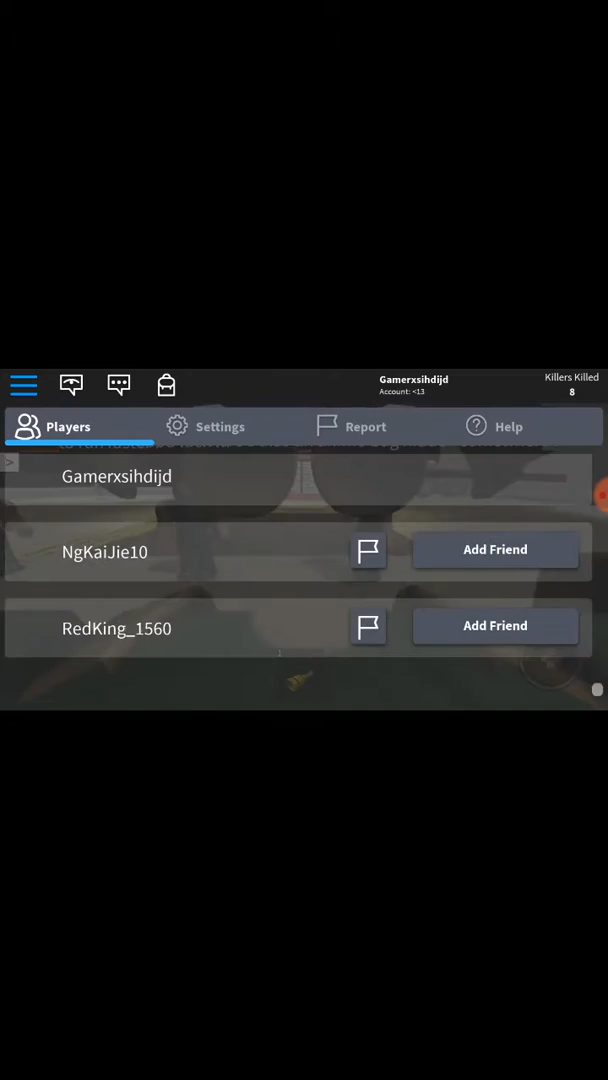 Gamerxsihdijd
Account: <13
Killers Killed
8
Players
Settings
Report
Help
>
Gamerxsihdijd
NgKaiJie10
Add Friend
RedKing_1560
Add Friend